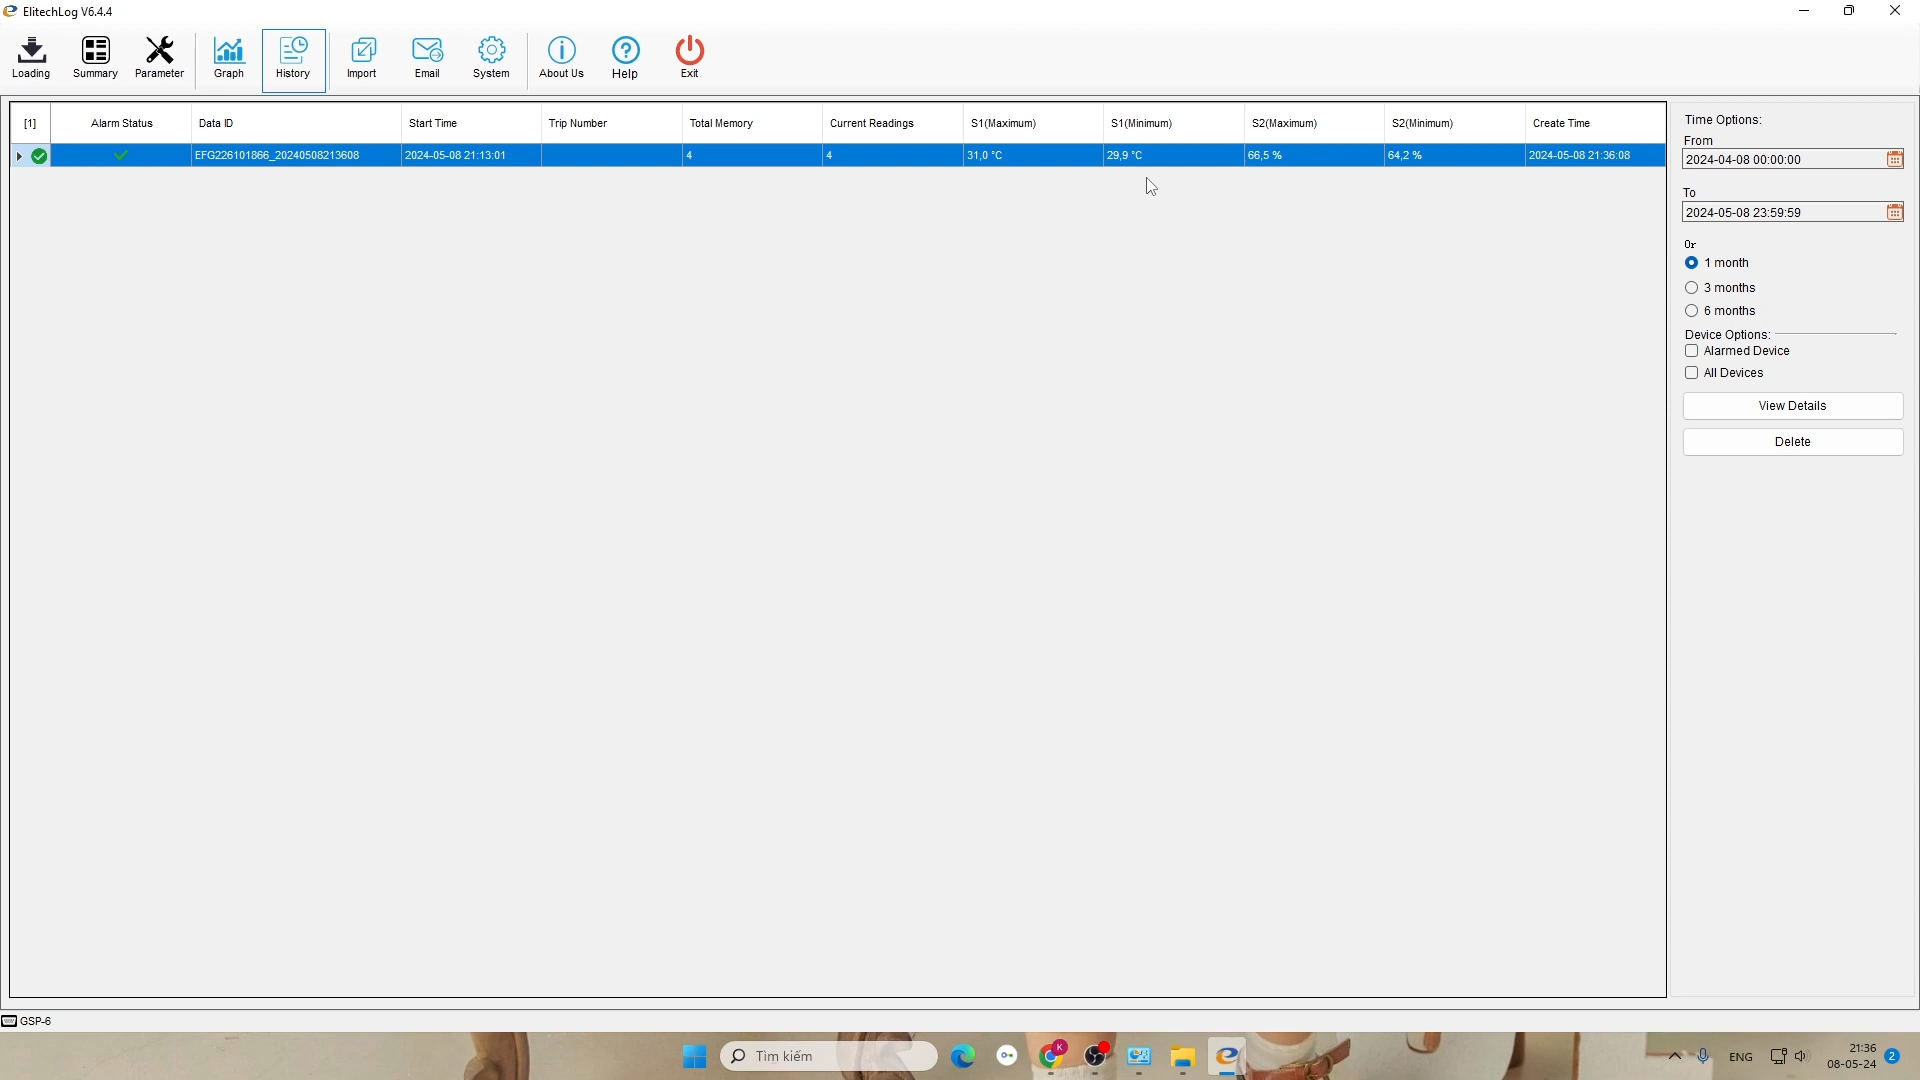 ElitechLog V6.4.4
Loading Summary Parameter Graph History Import Email System About Us Help Exit
[1] Alarm Status Data ID Start Time Trip Number Total Memory Current Readings S1(Maximum) S1(Minimum) S2(Maximum) S2(Minimum) Create Time
EFG226101866_20240508213608 2024-05-08 21:13:01 4 4 31,0 °C 29,9 °C 66,5 % 64,2 % 2024-05-08 21:36:08
Time Options:
From
2024-04-08 00:00:00
To
2024-05-08 23:59:59
Or
1 month
3 months
6 months
Device Options:
Alarmed Device
All Devices
View Details
Delete
GSP-6
Tìm kiếm
K
ENG
21:36
08-05-24
2